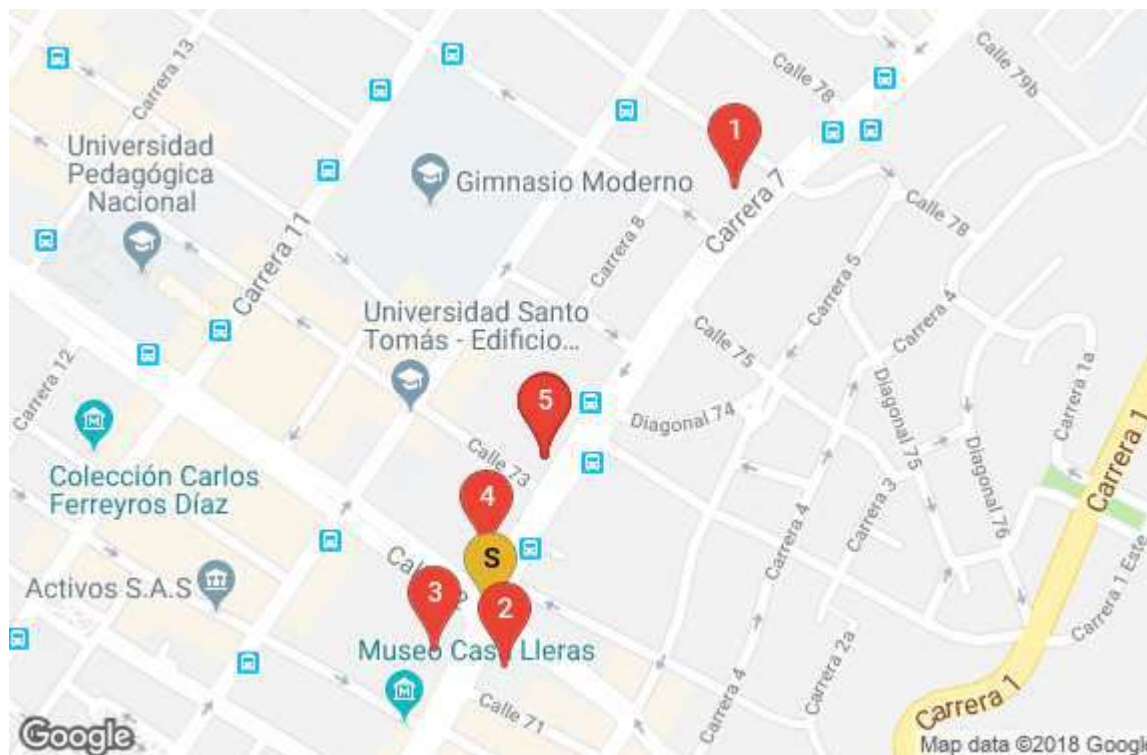 Carrera 13
Calle 78
Calle 79b
1
Universidad
Pedagógica
Nacional
Gimnasio Moderno
Carrera 7
Calle 78
Carrera 8
Carrera 11
Carrera 5
Carrera 4
Universidad Santo
Tomás - Edificio...
Calle 75
Carrera 12
Carrera 1a
5
Diagonal 74
Diagonal 75
Carrera 1
Colección Carlos
Ferreyros Díaz
Calle 73
4
Carrera 3
Diagonal 76
Carrera 4
S
Activos S.A.S
3
2
Carrera 1 Este
Museo Casa Lleras
Carrera 2a
Carrera 4
Calle 71
Carrera 1
Google
Map data ©2018 Goog